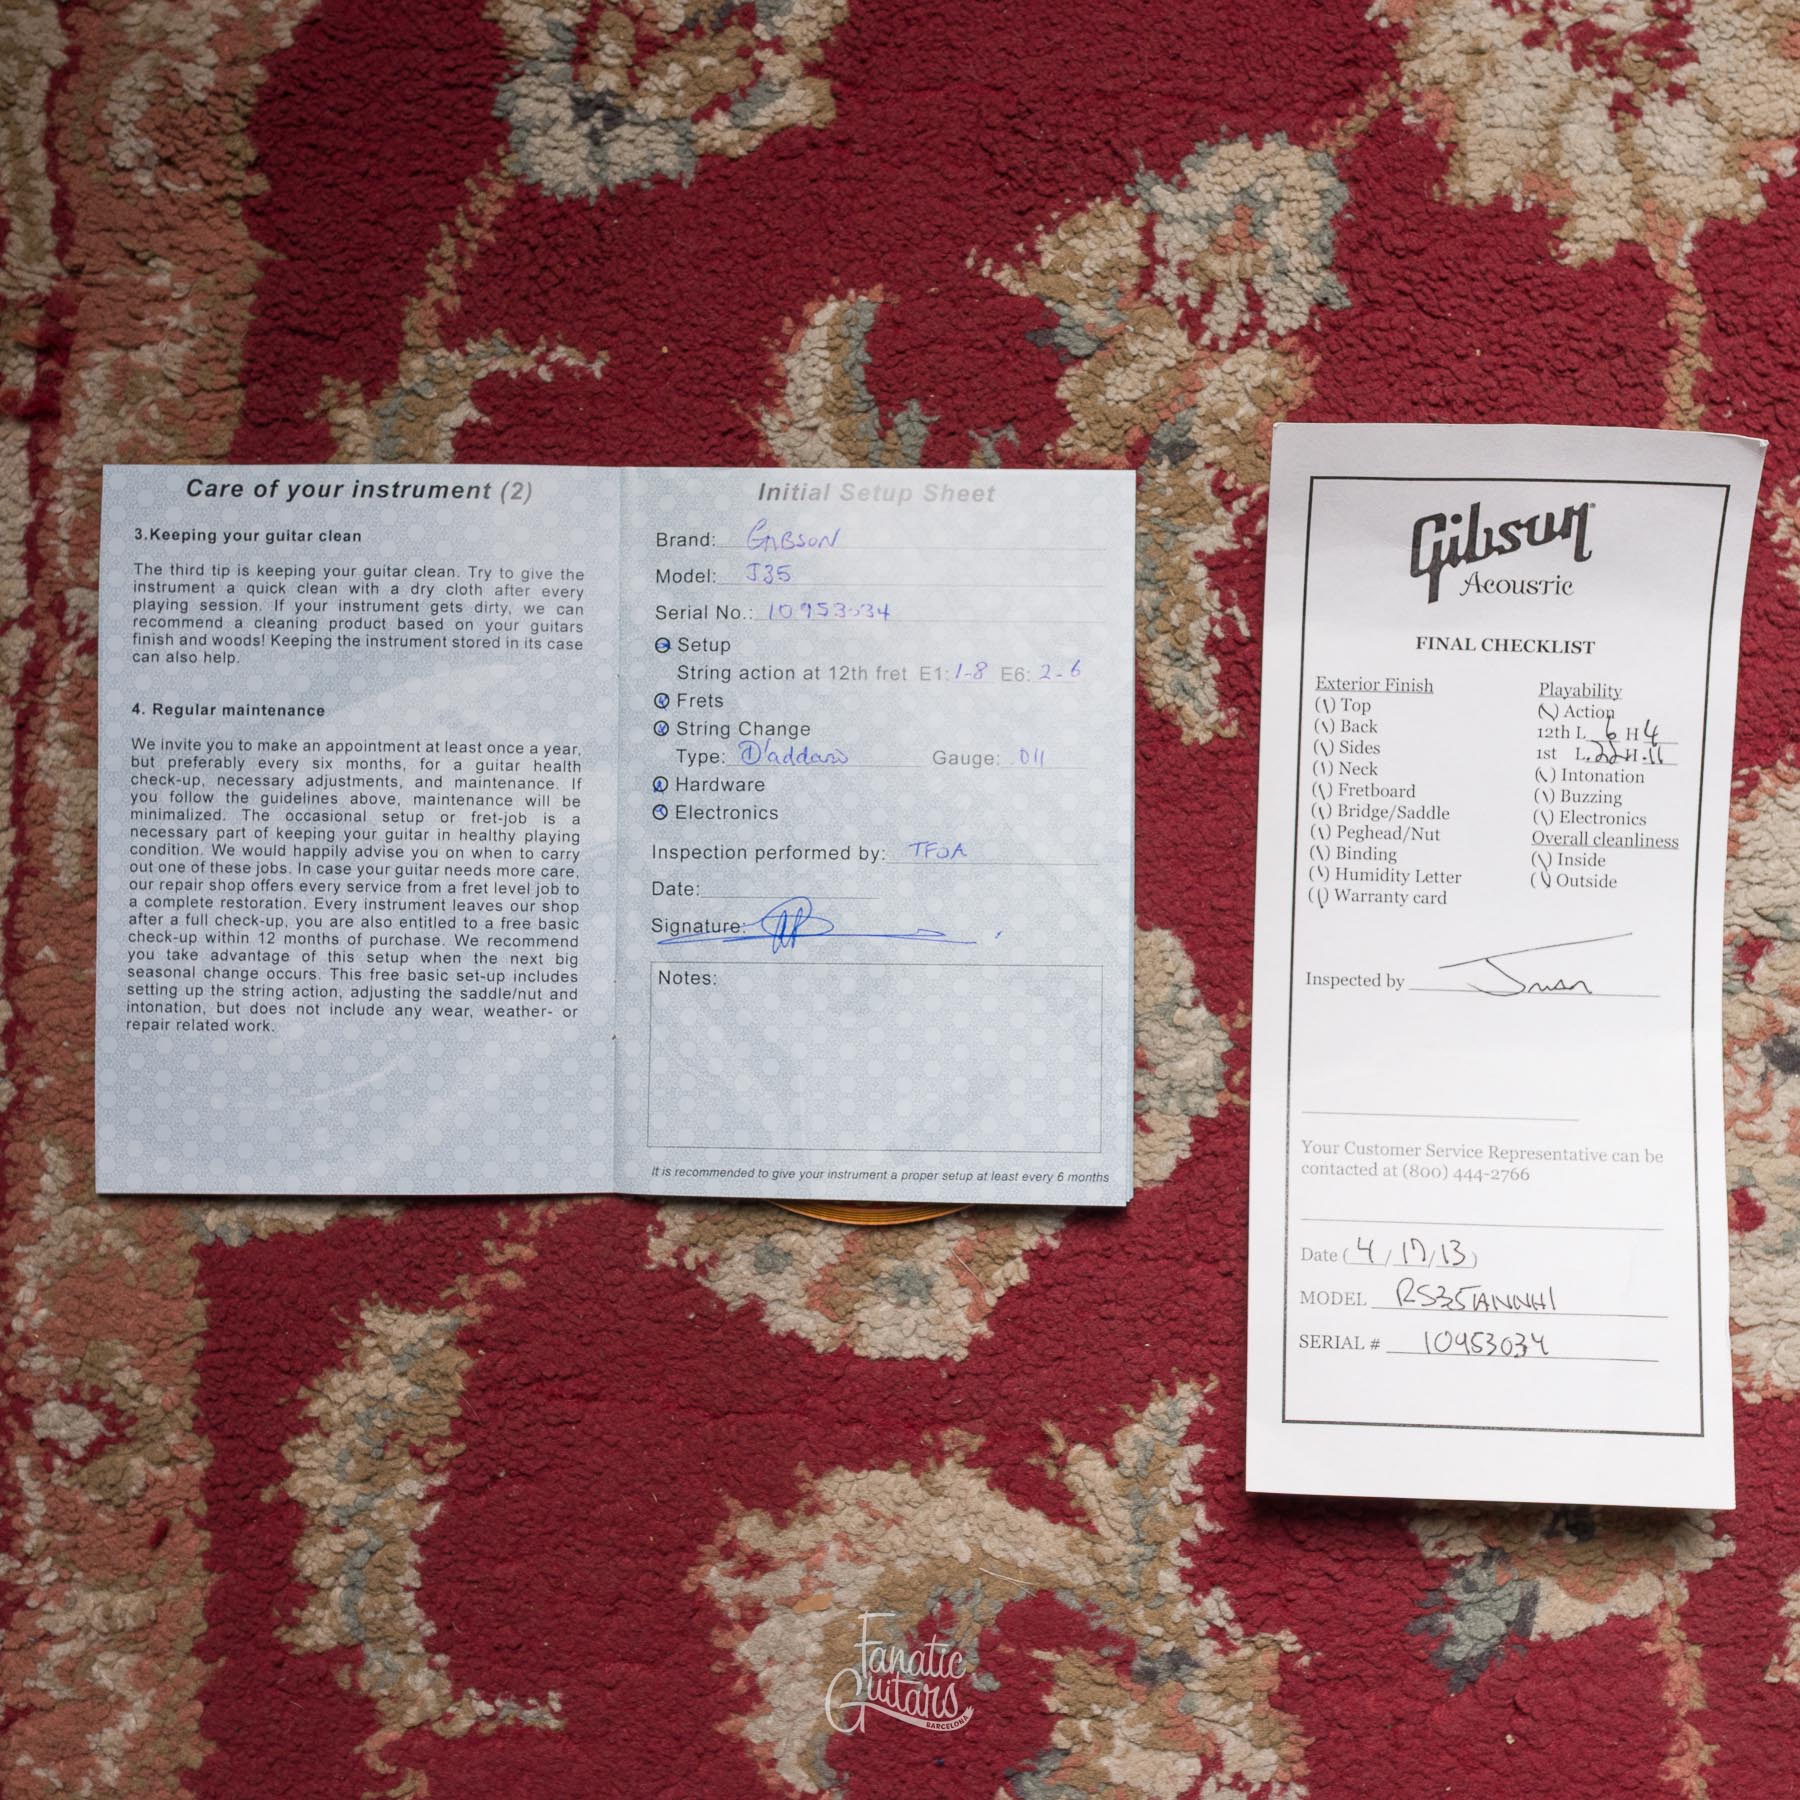 Care of your instrument (2)
3.Keeping your guitar clean
The third tip is keeping your guitar clean. Try to give the
instrument a quick clean with a dry cloth after every
playing session. If your instrument gets dirty, we can
recommend a cleaning product based on your guitars
finish and woods! Keeping the instrument stored in its case
can also help.
4. Regular maintenance
We invite you to make an appointment at least once a year,
but preferably every six months, for a guitar health
check-up, necessary adjustments, and maintenance. If
you follow the guidelines above, maintenance will be
minimalized. The occasional setup or fret-job is a
necessary part of keeping your guitar in healthy playing
condition. We would happily advise you on when to carry
out one of these jobs. In case your guitar needs more care,
our repair shop offers every service from a fret level job to
a complete restoration. Every instrument leaves our shop
after a full check-up, you are also entitled to a free basic
check-up within 12 months of purchase. We recommend
you take advantage of this setup when the next big
seasonal change occurs. This free basic set-up includes
setting up the string action, adjusting the saddle/nut and
intonation, but does not include any wear, weather- or
repair related work.
Initial Setup Sheet
Brand: GIBSON
Model: J35
Serial No.: 10953034
Setup
String action at 12th fret E1: 1-8 E6: 2-6
Frets
String Change
Type: D'addario Gauge: 011
Hardware
Electronics
Inspection performed by:
Date:
Signature:
Notes:
It is recommended to give your instrument a proper setup at least every 6 months
Gibson
Acoustic
FINAL CHECKLIST
Exterior Finish
Top
Back
Sides
Neck
Fretboard
Bridge/Saddle
Peghead/Nut
Binding
Humidity Letter
Warranty card
Playability
Action
12th L 6 H 4
1st L .22 H .11
Intonation
Buzzing
Electronics
Overall cleanliness
Inside
Outside
Inspected by
Your Customer Service Representative can be
contacted at (800) 444-2766
Date ( 4 / 17 / 13 )
MODEL RS35ANNH1
SERIAL # 10953034
Fanatic
Guitars
BARCELONA